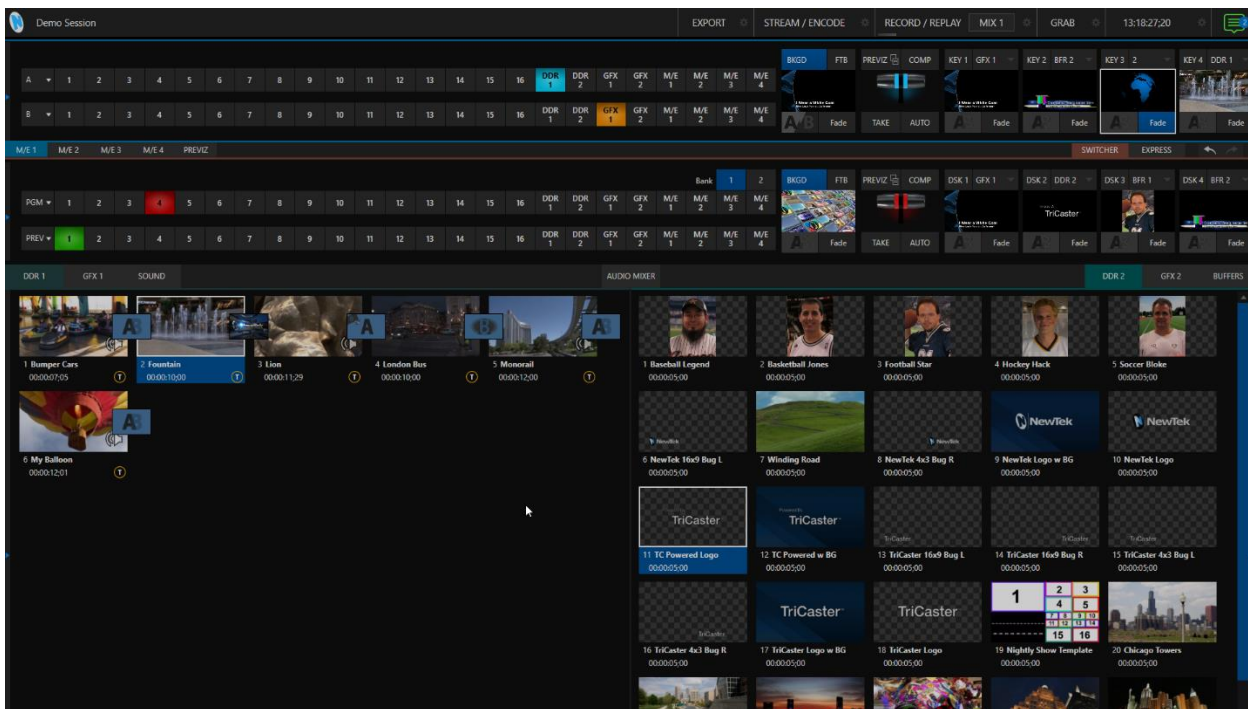 Demo Session EXPORT STREAM / ENCODE RECORD / REPLAY MIX 1 GRAB 13:18:27;20 2
BKGD FTB PREVIZ COMP KEY 1 GFX 1 KEY 2 BFR 2 KEY 3 2 KEY 4 DDR 1
A 1 2 3 4 5 6 7 8 9 10 11 12 13 14 15 16 DDR 1 DDR 2 GFX 1 GFX 2 M/E 1 M/E 2 M/E 3 M/E 4
B 1 2 3 4 5 6 7 8 9 10 11 12 13 14 15 16 DDR 1 DDR 2 GFX 1 GFX 2 M/E 1 M/E 2 M/E 3 M/E 4
A B Fade TAKE AUTO A Fade A Fade A Fade A Fade
M/E 1 M/E 2 M/E 3 M/E 4 PREVIZ SWITCHER EXPRESS
Bank 1 2 BKGD FTB PREVIZ COMP DSK 1 GFX 1 DSK 2 DDR 2 DSK 3 BFR 1 DSK 4 BFR 2
PGM 1 2 3 4 5 6 7 8 9 10 11 12 13 14 15 16 DDR 1 DDR 2 GFX 1 GFX 2 M/E 1 M/E 2 M/E 3 M/E 4
TriCaster
PREV 1 2 3 4 5 6 7 8 9 10 11 12 13 14 15 16 DDR 1 DDR 2 GFX 1 GFX 2 M/E 1 M/E 2 M/E 3 M/E 4
A Fade TAKE AUTO A Fade A Fade A Fade A Fade
DDR 1 GFX 1 SOUND AUDIO MIXER DDR 2 GFX 2 BUFFERS
AB A B AB
1 Bumper Cars 2 Fountain 3 Lion 4 London Bus 5 Monorail
00:00:07;05 T 00:00:10;00 T 00:00:11;29 T 00:00:10;00 T 00:00:12;00 T
AB
6 My Balloon
00:00:12;01 T
1 Baseball Legend 2 Basketball Jones 3 Football Star 4 Hockey Hack 5 Soccer Bloke
00:00:05;00 00:00:05;00 00:00:05;00 00:00:05;00 00:00:05;00
NewTek NewTek NewTek NewTek
6 NewTek 16x9 Bug L 7 Winding Road 8 NewTek 4x3 Bug R 9 NewTek Logo w BG 10 NewTek Logo
00:00:05;00 00:00:05;00 00:00:05;00 00:00:05;00 00:00:05;00
TriCaster Powered By TriCaster TriCaster TriCaster TriCaster
11 TC Powered Logo 12 TC Powered w BG 13 TriCaster 16x9 Bug L 14 TriCaster 16x9 Bug R 15 TriCaster 4x3 Bug L
00:00:05;00 00:00:05;00 00:00:05;00 00:00:05;00 00:00:05;00
TriCaster TriCaster TriCaster 1 2 3 4 5 7 8 9 10 11 12 13 14 15 16
16 TriCaster 4x3 Bug R 17 TriCaster Logo w BG 18 TriCaster Logo 19 Nightly Show Template 20 Chicago Towers
00:00:05;00 00:00:05;00 00:00:05;00 00:00:05;00 00:00:05;00